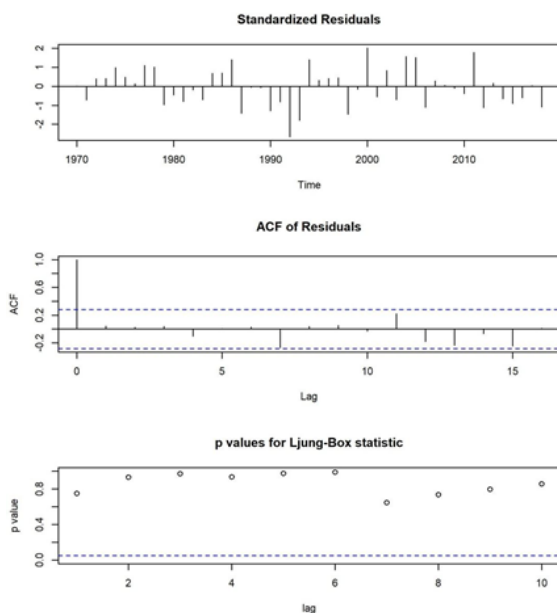 Standardized Residuals
2
1
0
-1
-2
1970 1980 1990 2000 2010
Time
ACF of Residuals
ACF
1.0
0.6
0.2
-0.2
0 5 10 15
Lag
p values for Ljung-Box statistic
p value
0.8
0.4
0.0
2 4 6 8 10
lag